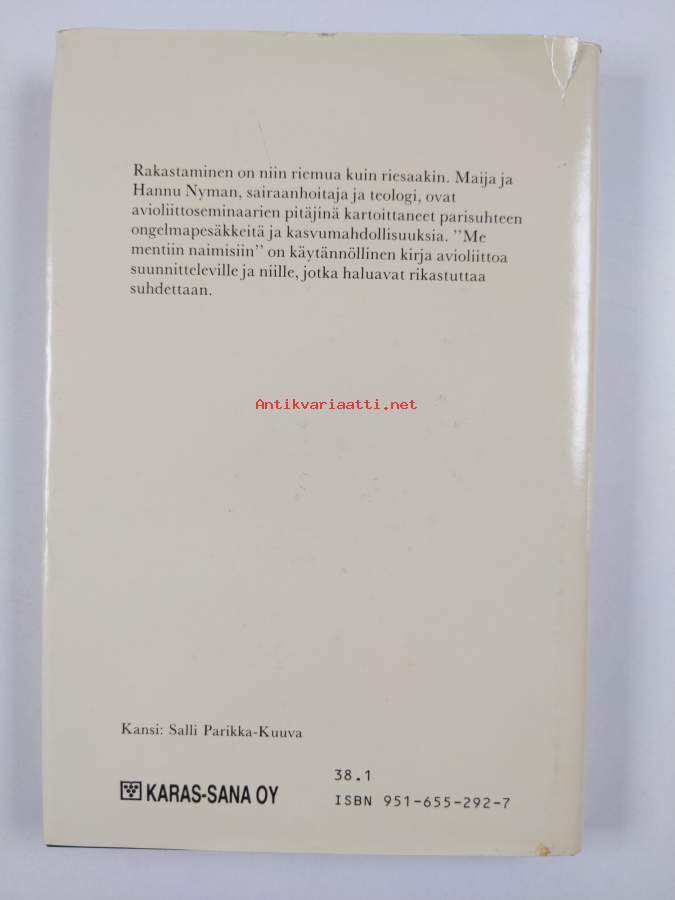 Rakastaminen on niin riemua kuin riesaakin. Maija ja
Hannu Nyman, sairaanhoitaja ja teologi, ovat
avioliittoseminaarien pitäjinä kartoittaneet parisuhteen
ongelmapesäkkeitä ja kasvumahdollisuuksia. ”Me
mentiin naimisiin” on käytännöllinen kirja avioliittoa
suunnitteleville ja niille, jotka haluavat rikastuttaa
suhdettaan.
Antikvariaatti.net
Kansi: Salli Parikka-Kuuva
38.1
KARAS-SANA OY
ISBN 951-655-292-7